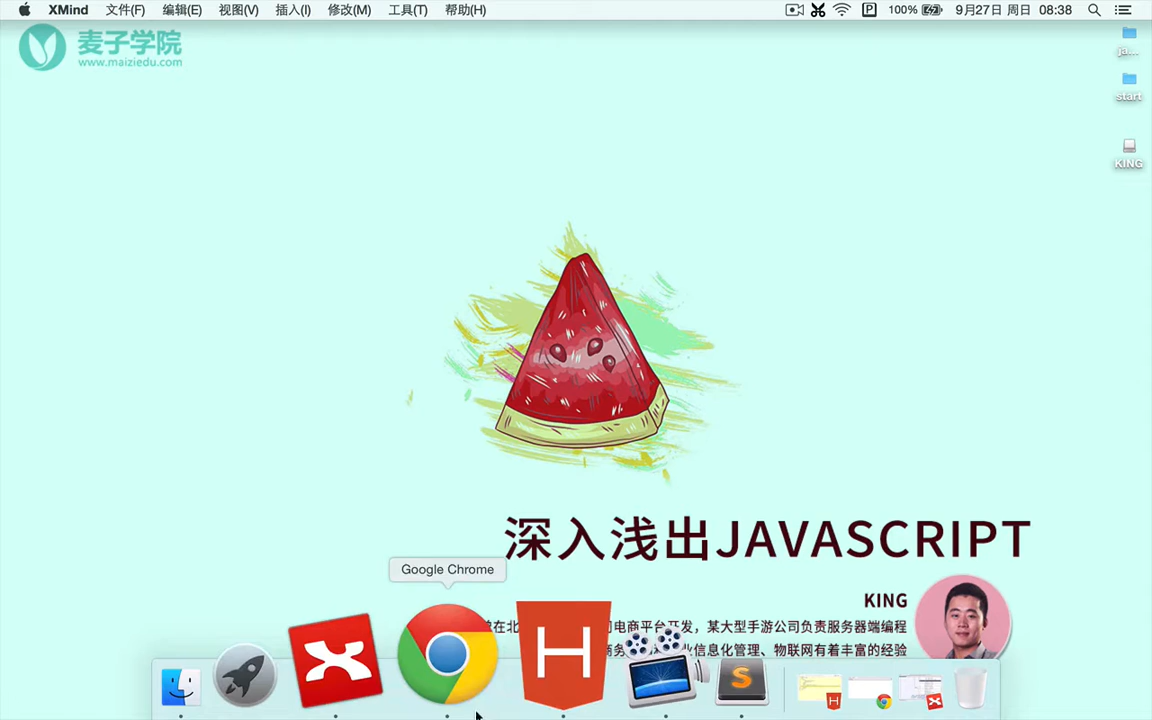 XMind 文件(F) 编辑(E) 视图(V) 插入(I) 修改(M) 工具(T) 帮助(H) P 100% 9月27日 周日 08:38
麦子学院
www.maiziedu.com
ja...
start
KING
深入浅出JAVASCRIPT
Google Chrome
KING
电商平台开发，某大型手游公司负责服务器端编程
信息化管理、物联网有着丰富的经验
H
S